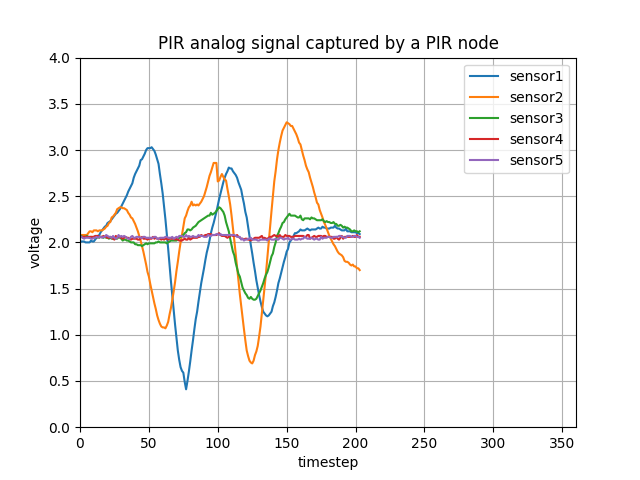 PIR analog signal captured by a PIR node
4.0
3.5
3.0
2.5
2.0
1.5
1.0
0.5
0.0
voltage
sensor1
sensor2
sensor3
sensor4
sensor5
0 50 100 150 200 250 300 350
timestep